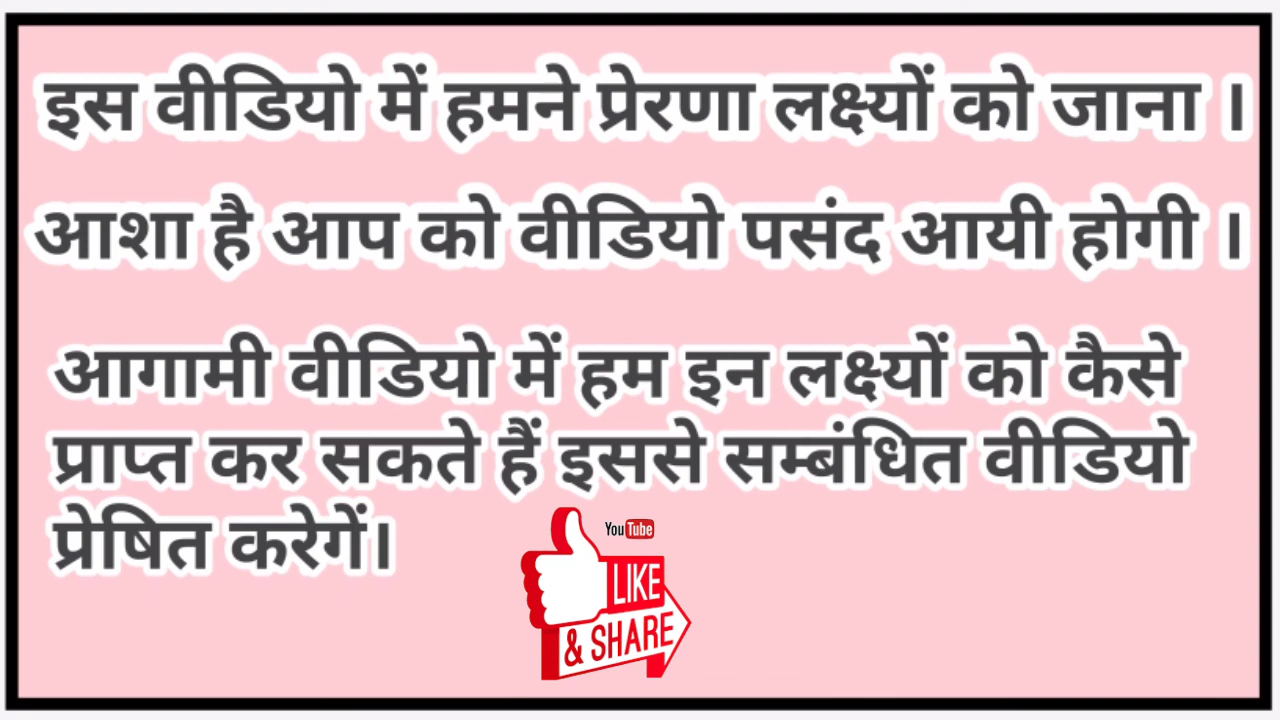 इस वीडियो में हमने प्रेरणा लक्ष्यों को जाना ।
आशा है आप को वीडियो पसंद आयी होगी ।
आगामी वीडियो में हम इन लक्ष्यों को कैसे
प्राप्त कर सकते हैं इससे सम्बंधित वीडियो
प्रेषित करेगें।
YouTube
LIKE
& SHARE